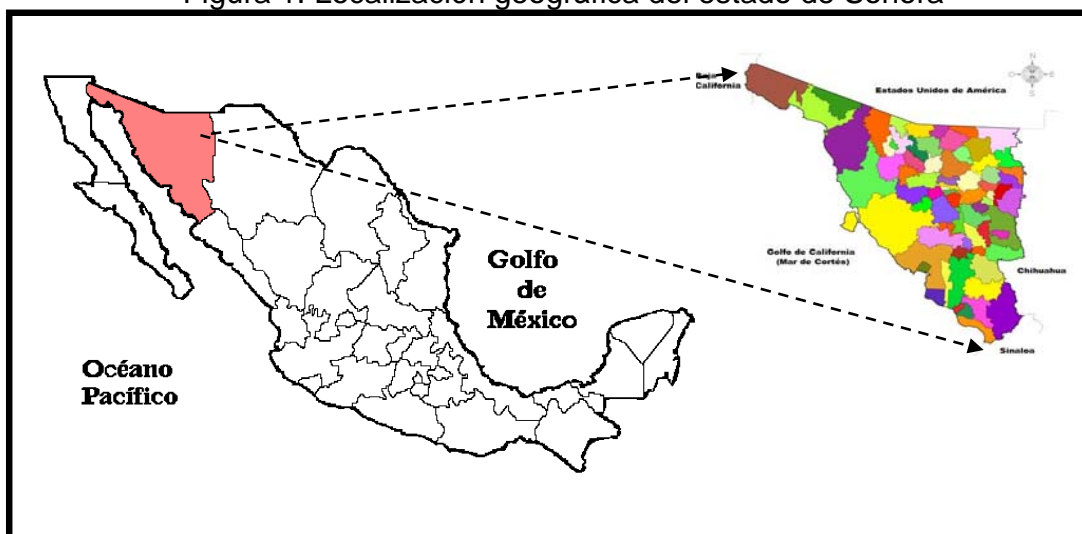 Figura 1. Localización geográfica del estado de Sonora
Baja
California
Estados Unidos de América
N
O
E
S
Golfo de California
(Mar de Cortés)
Chihuahua
Sinaloa
Golfo
de
México
Océano
Pacífico